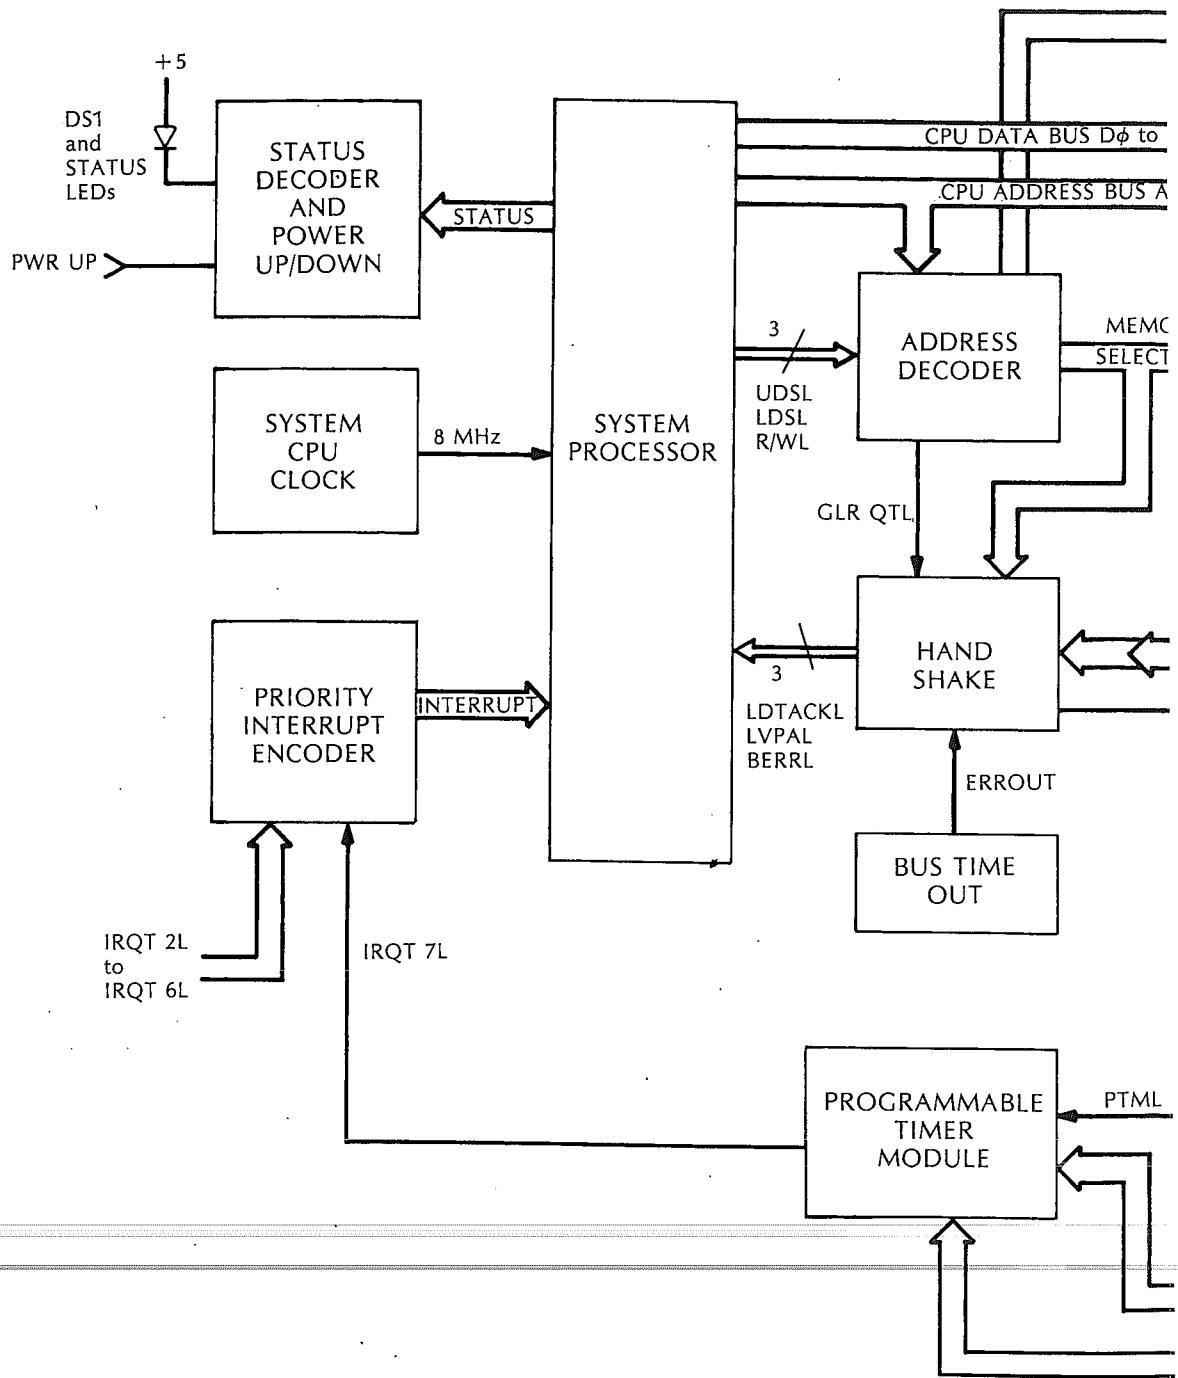 +5
DS1
and
STATUS
LEDs
STATUS
DECODER
AND
POWER
UP/DOWN
PWR UP
STATUS
CPU DATA BUS Dϕ to
CPU ADDRESS BUS A
3
UDSL
LDSL
R/WL
ADDRESS
DECODER
MEMO
SELECT
SYSTEM
CPU
CLOCK
8 MHz
SYSTEM
PROCESSOR
GLR QTL
PRIORITY
INTERRUPT
ENCODER
INTERRUPT
3
LDTACKL
LVPAL
BERRL
HAND
SHAKE
ERROUT
BUS TIME
OUT
IRQT 2L
to
IRQT 6L
IRQT 7L
PROGRAMMABLE
TIMER
MODULE
PTML